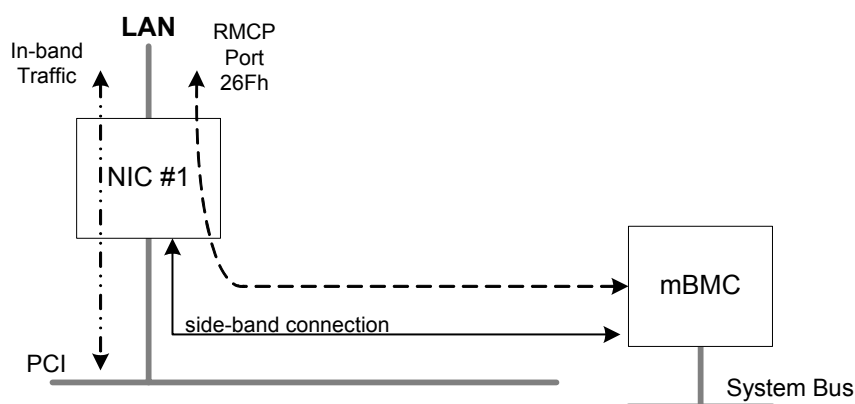 LAN
In-band
Traffic
RMCP
Port
26Fh
NIC #1
mBMC
side-band connection
PCI
System Bus